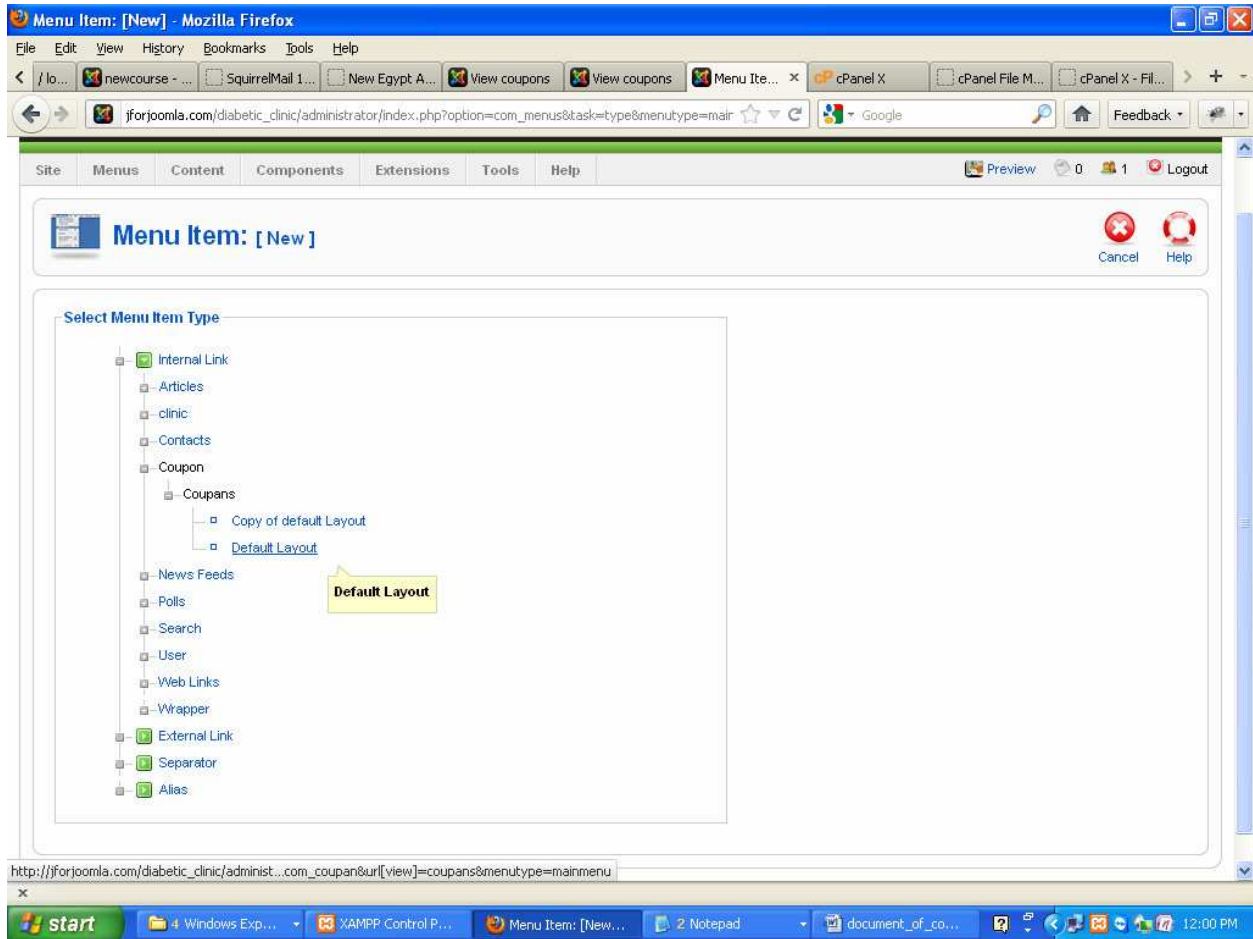 Menu Item: [New] - Mozilla Firefox
File Edit View History Bookmarks Tools Help
/ lo... newcourse - ... SquirrelMail 1... New Egypt A... View coupons View coupons Menu Ite... × cPanel X cPanel File M... cPanel X - Fil...
jforjoomla.com/diabetic_clinic/administrator/index.php?option=com_menus&task=type&menutype=mair Google Feedback
Site Menus Content Components Extensions Tools Help Preview 0 1 Logout
Menu Item: [ New ]
Cancel Help
Select Menu Item Type
Internal Link
Articles
clinic
Contacts
Coupon
Coupans
Copy of default Layout
Default Layout
News Feeds
Default Layout
Polls
Search
User
Web Links
Wrapper
External Link
Separator
Alias
http://jforjoomla.com/diabetic_clinic/administ...com_coupan&url[view]=coupans&menutype=mainmenu
×
start 4 Windows Exp... XAMPP Control P... Menu Item: [New... 2 Notepad document_of_co... 12:00 PM